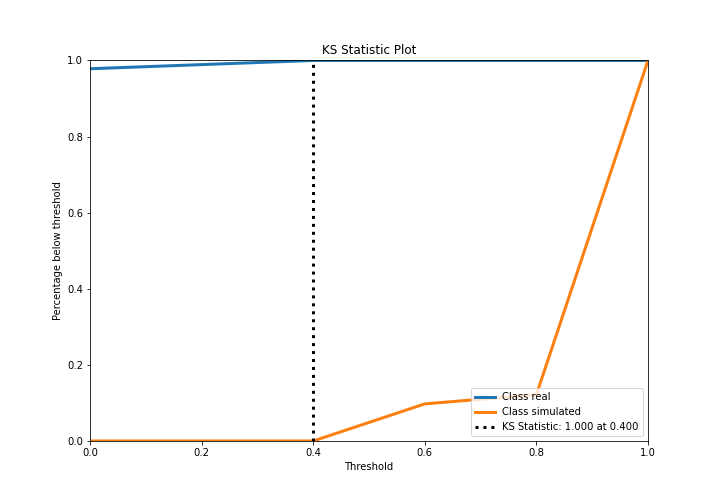 KS Statistic Plot
1.0
0.8
0.6
0.4
0.2
0.0
Percentage below threshold
Class real
Class simulated
KS Statistic: 1.000 at 0.400
0.0 0.2 0.4 0.6 0.8 1.0
Threshold